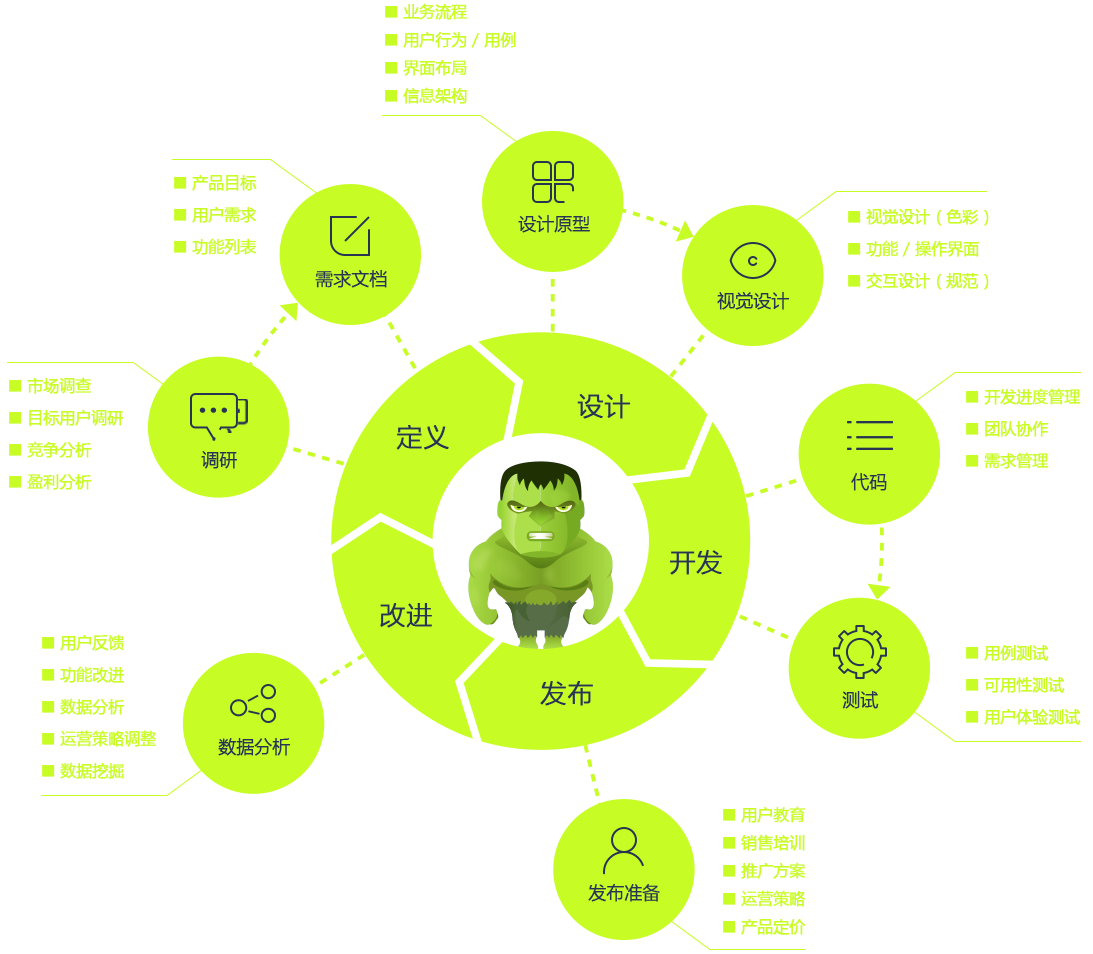 业务流程
用户行为 / 用例
界面布局
信息架构
设计原型
产品目标
用户需求
功能列表
需求文档
视觉设计 ( 色彩 )
功能 / 操作界面
交互设计 ( 规范 )
视觉设计
市场调查
目标用户调研
竞争分析
盈利分析
调研
开发进度管理
团队协作
需求管理
代码
定义
设计
开发
发布
改进
用例测试
可用性测试
用户体验测试
测试
用户反馈
功能改进
数据分析
运营策略调整
数据挖掘
数据分析
用户教育
销售培训
推广方案
运营策略
产品定价
发布准备